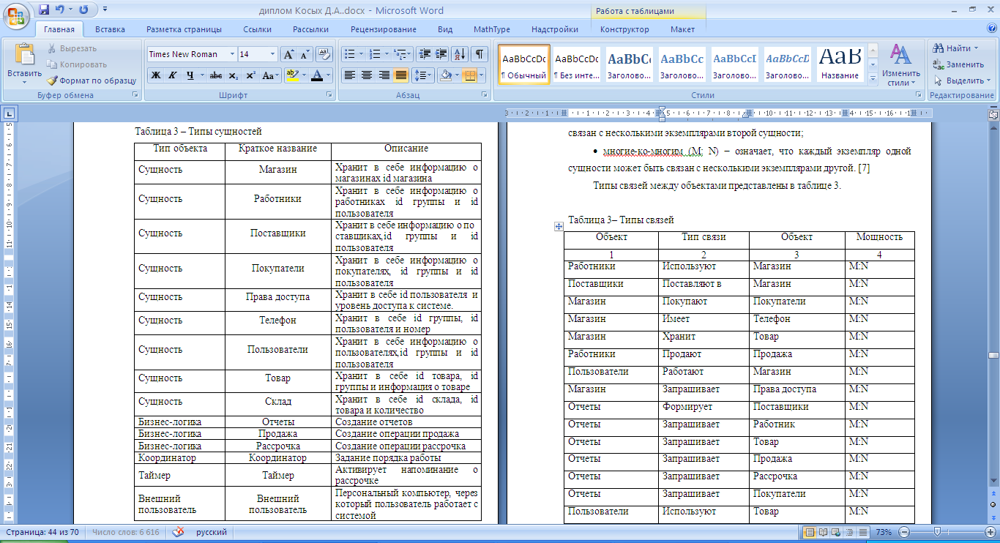 диплом Косых Д.А..docx - Microsoft Word
Работа с таблицами
Главная Вставка Разметка страницы Ссылки Рассылки Рецензирование Вид MathType Надстройки Конструктор Макет
Вставить
Вырезать
Копировать
Формат по образцу
Буфер обмена
Times New Roman 14
Ж К Ч abc x₂ x² Aa
Шрифт
Абзац
AaBbCcDc AaBbCcDc AaBbCc AaBbCc AaBbCcI AaBbCcD AaB
¶ Обычный ¶ Без инте... Заголово... Заголово... Заголово... Заголово... Название
Изменить стили
Стили
Найти
Заменить
Выделить
Редактирование
Таблица 3 – Типы сущностей
Тип объекта Краткое название Описание
Сущность Магазин Хранит в себе информацию о
магазинах id магазина
Сущность Работники Хранит в себе информацию о
работниках id группы и id
пользователя
Сущность Поставщики Хранит в себе информацию о по
ставщиках,id группы и id
пользователя
Сущность Покупатели Хранит в себе информацию о
покупателях, id группы и id
пользователя
Сущность Права доступа Хранит в себе id пользователя и
уровень доступа к системе.
Сущность Телефон Хранит в себе id группы, id
пользователя и номер
Сущность Пользователи Хранит в себе информацию о
пользователях,id группы и id
пользователя
Сущность Товар Хранит в себе id товара, id
группы и информация о товаре
Сущность Склад Хранит в себе id склада, id
товара и количество
Бизнес-логика Отчеты Создание отчетов
Бизнес-логика Продажа Создание операции продажа
Бизнес-логика Рассрочка Создание операции рассрочка
Координатор Координатор Задание порядка работы
Таймер Таймер Активирует напоминание о
рассрочке
Внешний пользователь Внешний пользователь Персональный компьютер, через
который пользователь работает с
системой
связан с несколькими экземплярами второй сущности;
• многие-ко-многим (M: N) – означает, что каждый экземпляр одной
сущности может быть связан с несколькими экземплярами другой. [7]
Типы связей между объектами представлены в таблице 3.
Таблица 3– Типы связей
Объект Тип связи Объект Мощность
1 2 3 4
Работники Используют Магазин M:N
Поставщики Поставляют в Магазин M:N
Магазин Покупают Покупатели M:N
Магазин Имеет Телефон M:N
Магазин Хранит Товар M:N
Работники Продают Продажа M:N
Пользователи Работают Магазин M:N
Магазин Запрашивает Права доступа M:N
Отчеты Формирует Поставщики M:N
Отчеты Запрашивает Работник M:N
Отчеты Запрашивает Товар M:N
Отчеты Запрашивает Продажа M:N
Отчеты Запрашивает Рассрочка M:N
Отчеты Запрашивает Покупатели M:N
Пользователи Используют Товар M:N
Страница: 44 из 70 Число слов: 6 616 русский 73%